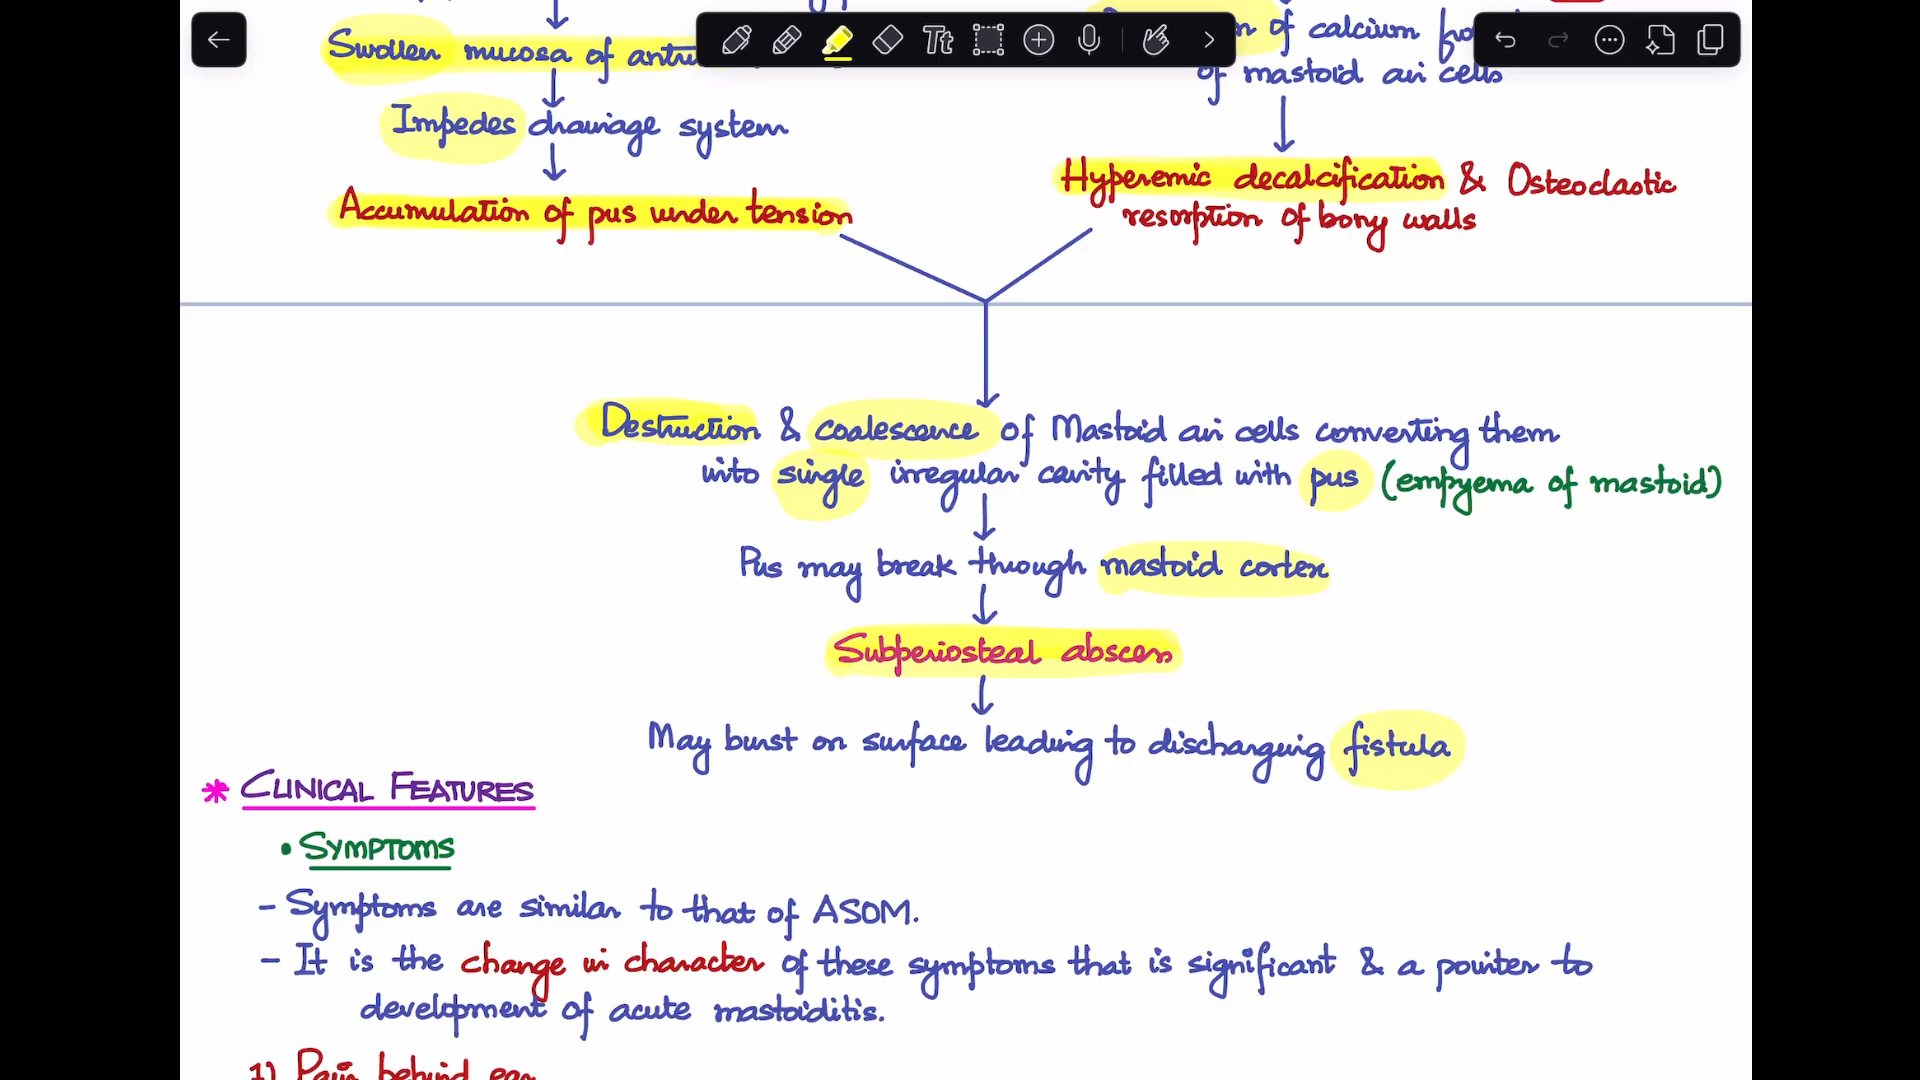 Swollen mucosa of antru
of calcium fro
of mastoid air cells
Impedes drainage system
Accumulation of pus under tension
Hyperemic decalcification & Osteoclastic
resorption of bony walls
Destruction & coalescence of Mastoid air cells converting them
into single irregular cavity filled with pus (empyema of mastoid)
Pus may break through mastoid cortex
Subperiosteal abscess
May burst on surface leading to discharging fistula
* CLINICAL FEATURES
• SYMPTOMS
- Symptoms are similar to that of ASOM.
- It is the change in character of these symptoms that is significant & a pointer to
development of acute mastoiditis.
1) Pain behind ear
Tt